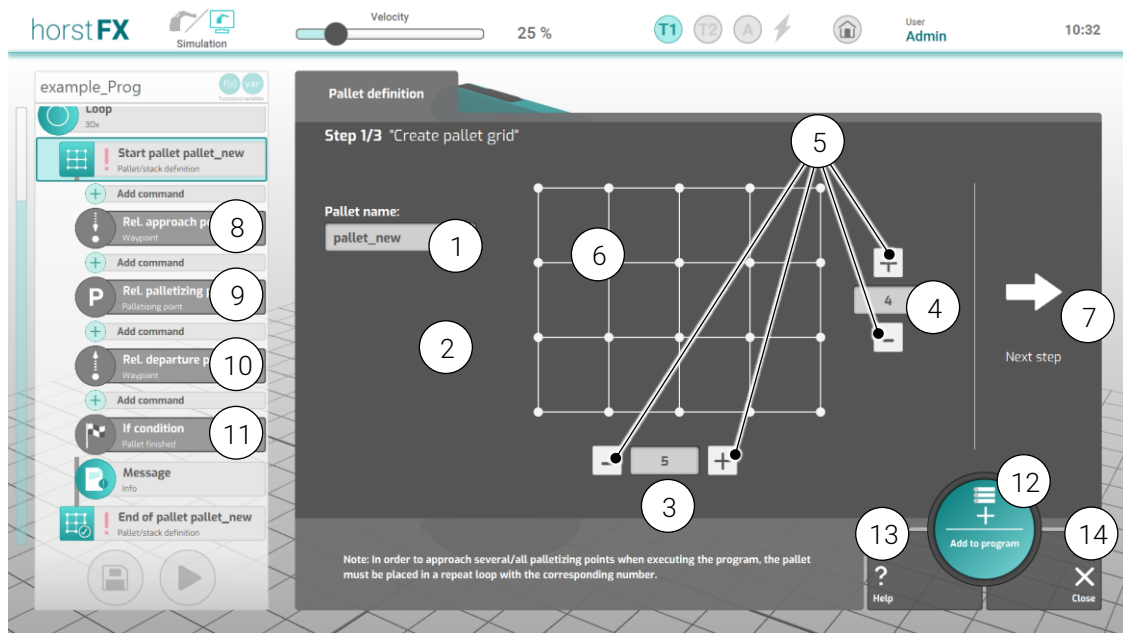 horstFX
Simulation
Velocity
25 %
T1
T2
A
User
Admin
10:32
example_Prog
f(x) var
Functions/variables
Loop
30x
Start pallet pallet_new
Pallet/stack definition
Add command
Rel. approach
Waypoint
8
Add command
P
Rel. palletizing
Palletizing point
9
Add command
Rel. departure
Waypoint
10
Add command
If condition
Pallet finished
11
Message
Info
End of pallet pallet_new
Pallet/stack definition
Pallet definition
Step 1/3 "Create pallet grid"
5
Pallet name:
pallet_new
1
6
2
+
4
4
-
7
Next step
-
5
+
3
12
+
Add to program
Note: In order to approach several/all palletizing points when executing the program, the pallet
must be placed in a repeat loop with the corresponding number.
13
?
Help
14
Close